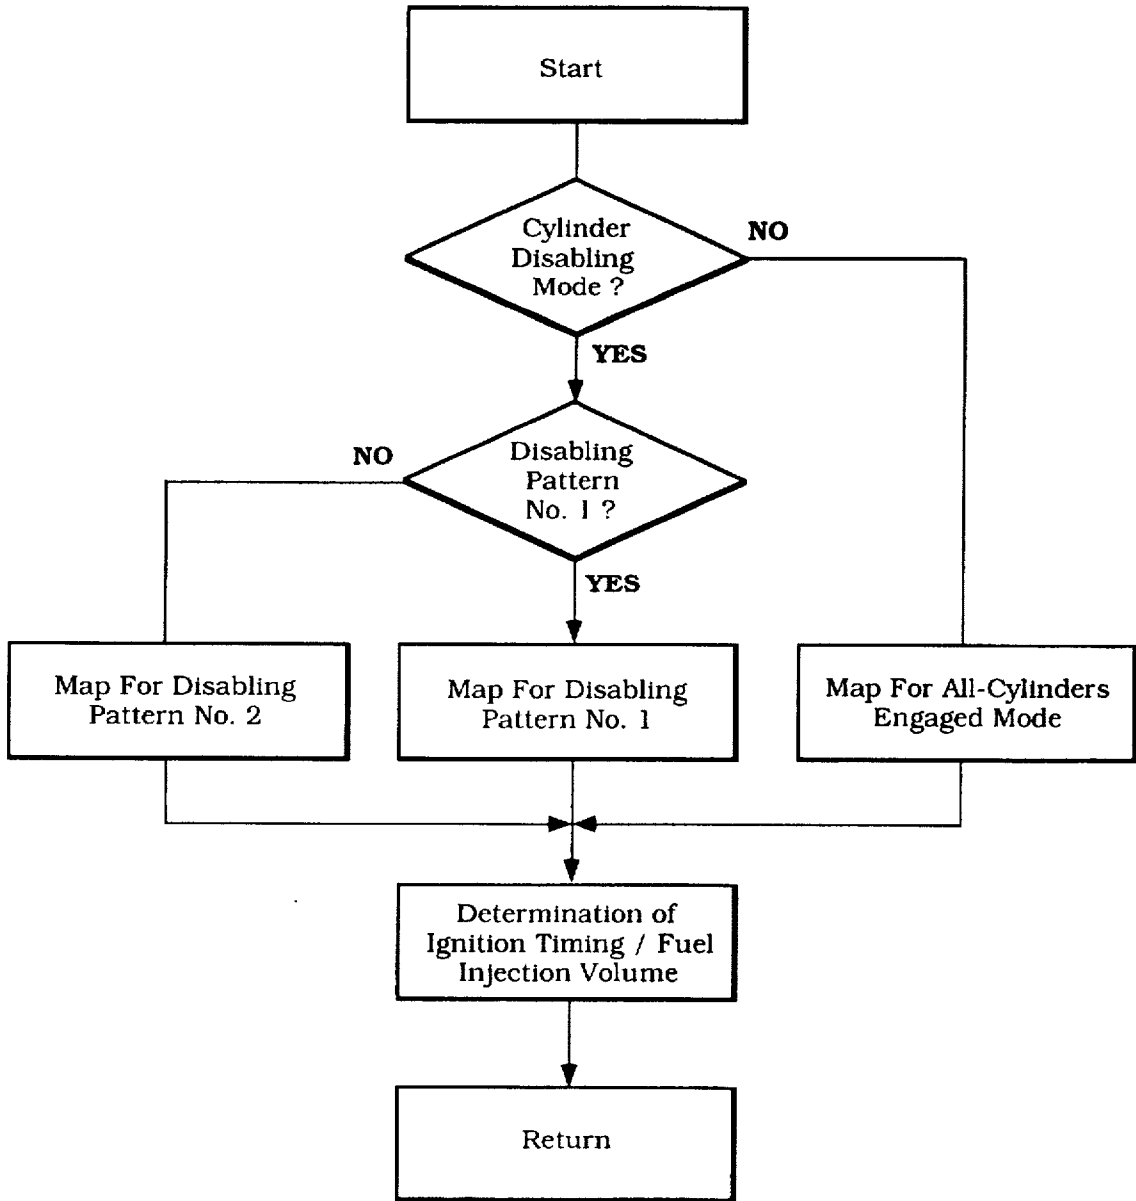 Start
Cylinder
Disabling
Mode ?
NO
YES
Disabling
Pattern
No. 1 ?
NO
YES
Map For Disabling
Pattern No. 2
Map For Disabling
Pattern No. 1
Map For All-Cylinders
Engaged Mode
Determination of
Ignition Timing / Fuel
Injection Volume
Return